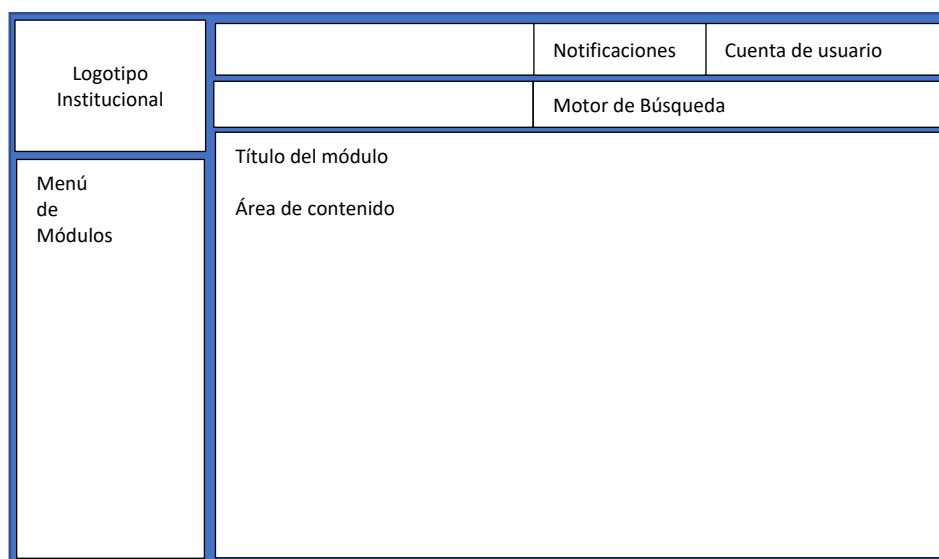 Logotipo
Institucional
Notificaciones
Cuenta de usuario
Motor de Búsqueda
Menú
de
Módulos
Título del módulo
Área de contenido